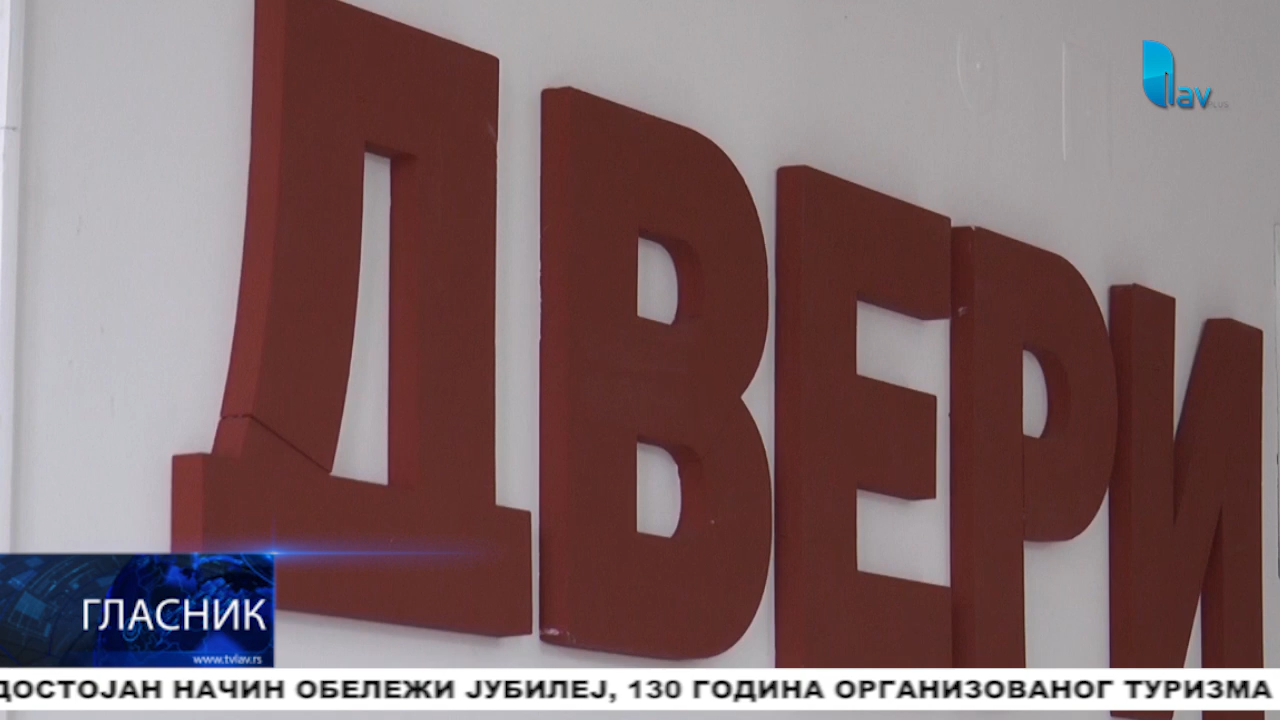 lav
ДВЕРИ
ГЛАСНИК
www.tvlav.rs
ДОСТОЈАН НАЧИН ОБЕЛЕЖИ ЈУБИЛЕЈ, 130 ГОДИНА ОРГАНИЗОВАНОГ ТУРИЗМА